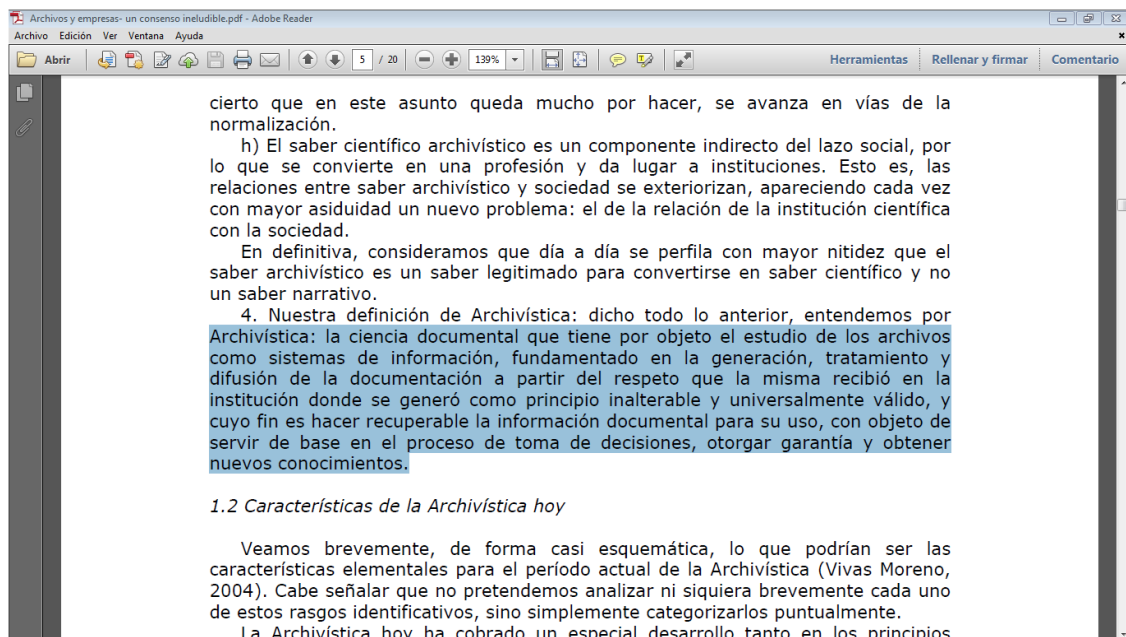 Archivos y empresas- un consenso ineludible.pdf - Adobe Reader
Archivo Edición Ver Ventana Ayuda
Abrir 5 / 20 139% Herramientas Rellenar y firmar Comentario
cierto que en este asunto queda mucho por hacer, se avanza en vías de la
normalización.
h) El saber científico archivístico es un componente indirecto del lazo social, por
lo que se convierte en una profesión y da lugar a instituciones. Esto es, las
relaciones entre saber archivístico y sociedad se exteriorizan, apareciendo cada vez
con mayor asiduidad un nuevo problema: el de la relación de la institución científica
con la sociedad.
En definitiva, consideramos que día a día se perfila con mayor nitidez que el
saber archivístico es un saber legitimado para convertirse en saber científico y no
un saber narrativo.
4. Nuestra definición de Archivística: dicho todo lo anterior, entendemos por
Archivística: la ciencia documental que tiene por objeto el estudio de los archivos
como sistemas de información, fundamentado en la generación, tratamiento y
difusión de la documentación a partir del respeto que la misma recibió en la
institución donde se generó como principio inalterable y universalmente válido, y
cuyo fin es hacer recuperable la información documental para su uso, con objeto de
servir de base en el proceso de toma de decisiones, otorgar garantía y obtener
nuevos conocimientos.
1.2 Características de la Archivística hoy
Veamos brevemente, de forma casi esquemática, lo que podrían ser las
características elementales para el período actual de la Archivística (Vivas Moreno,
2004). Cabe señalar que no pretendemos analizar ni siquiera brevemente cada uno
de estos rasgos identificativos, sino simplemente categorizarlos puntualmente.
La Archivística hoy ha cobrado un especial desarrollo tanto en los principios